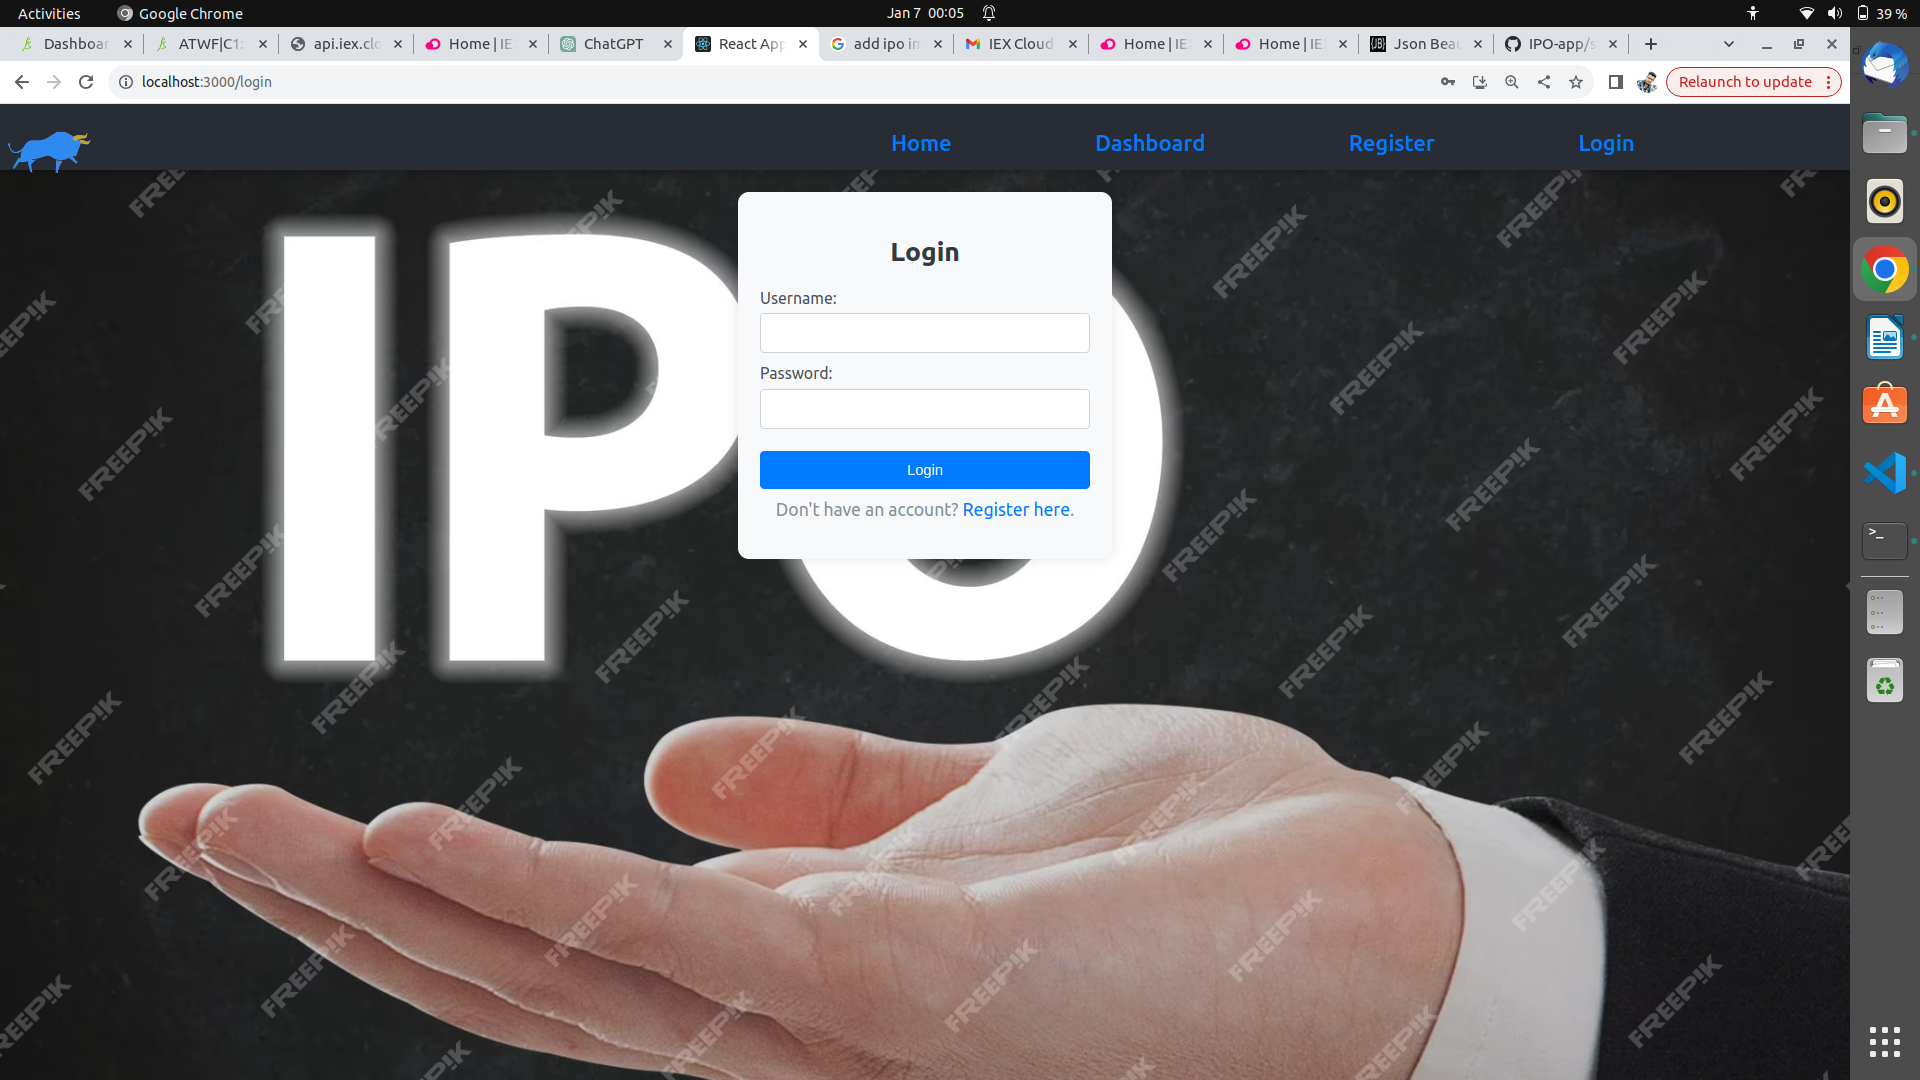 Activities
Google Chrome
Jan 7 00:05
39 %
Dashboar
ATWF|C1:
api.iex.clo
Home | IE
ChatGPT
React App
add ipo in
IEX Cloud
Home | IE
Home | IE
Json Beau
IPO-app/s
localhost:3000/login
Relaunch to update
Home
Dashboard
Register
Login
IPO
Login
Username:
Password:
Login
Don't have an account? Register here.
FREEPIK